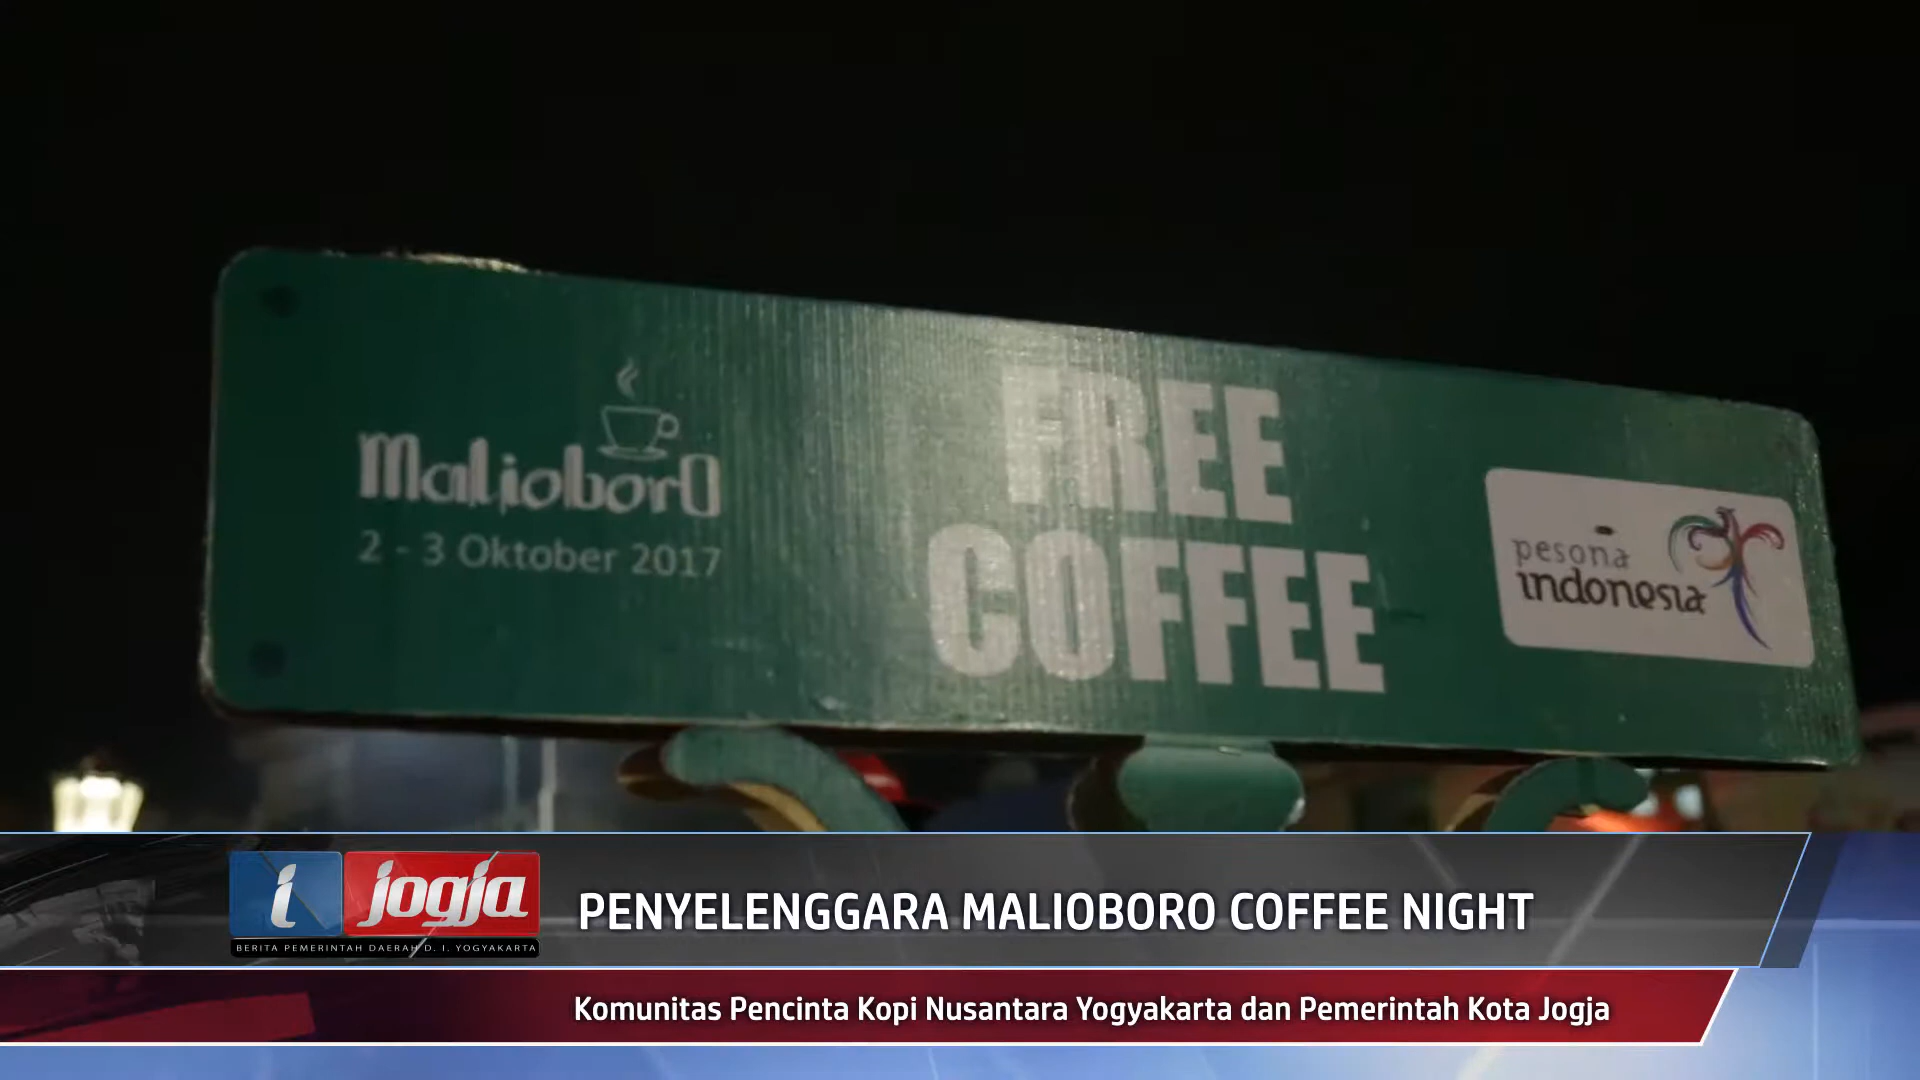 Malioboro
2 - 3 Oktober 2017
FREE
COFFEE
pesona
indonesia
i jogja
BERITA PEMERINTAH DAERAH D. I. YOGYAKARTA
PENYELENGGARA MALIOBORO COFFEE NIGHT
Komunitas Pencinta Kopi Nusantara Yogyakarta dan Pemerintah Kota Jogja